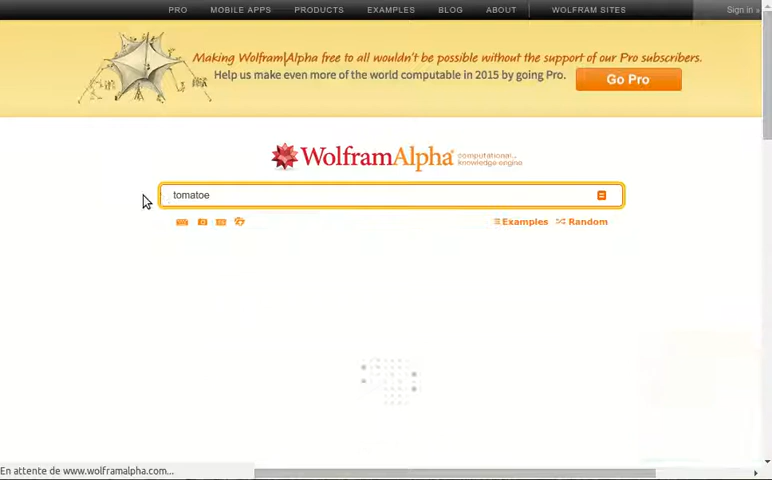 PRO MOBILE APPS PRODUCTS EXAMPLES BLOG ABOUT WOLFRAM SITES Sign in »
Making Wolfram|Alpha free to all wouldn't be possible without the support of our Pro subscribers.
Help us make even more of the world computable in 2015 by going Pro. Go Pro
WolframAlpha computational... knowledge engine
tomatoe
Examples Random
En attente de www.wolframalpha.com...